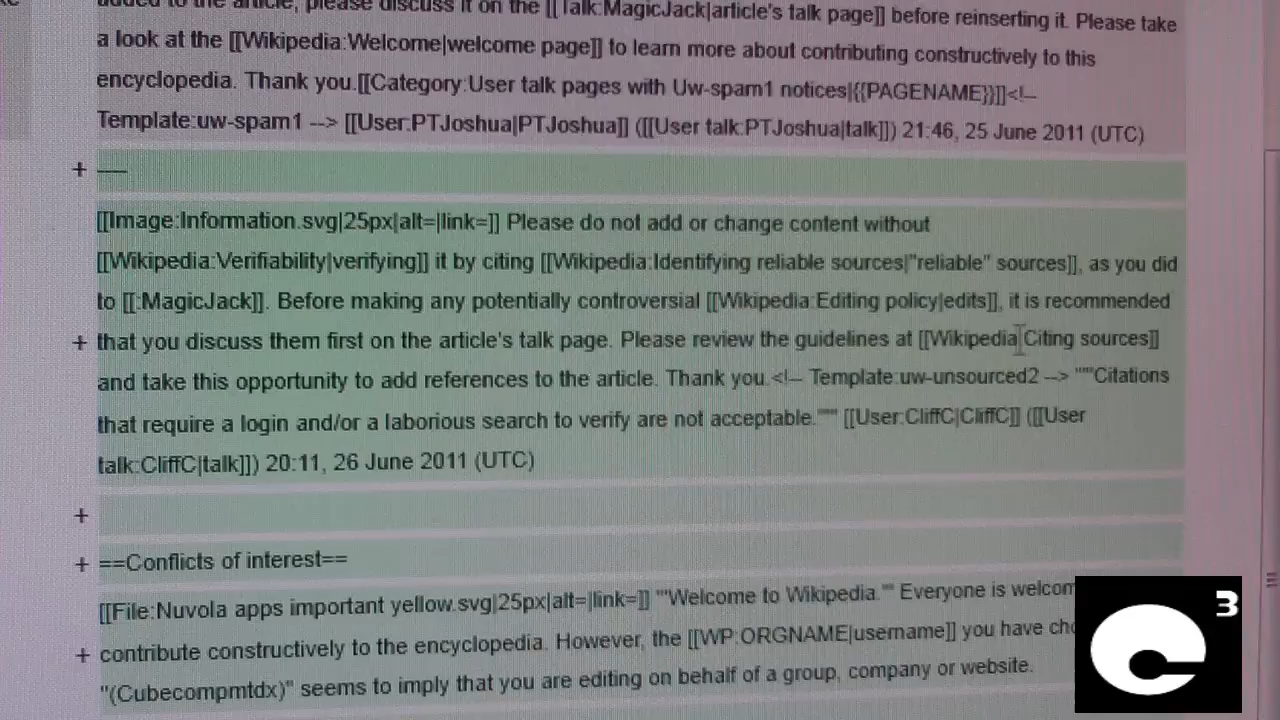 added to the article, please discuss it on the [[Talk:MagicJack|article's talk page]] before reinserting it. Please take
a look at the [[Wikipedia:Welcome|welcome page]] to learn more about contributing constructively to this
encyclopedia. Thank you.[[Category:User talk pages with Uw-spam1 notices|{{PAGENAME}}]]<!–
Template:uw-spam1 --> [[User:PTJoshua|PTJoshua]] ([[User talk:PTJoshua|talk]]) 21:46, 25 June 2011 (UTC)
+ ----
[[Image:Information.svg|25px|alt=|link=]] Please do not add or change content without
[[Wikipedia:Verifiability|verifying]] it by citing [[Wikipedia:Identifying reliable sources|"reliable" sources]], as you did
to [[:MagicJack]]. Before making any potentially controversial [[Wikipedia:Editing policy|edits]], it is recommended
+ that you discuss them first on the article's talk page. Please review the guidelines at [[Wikipedia:Citing sources]]
and take this opportunity to add references to the article. Thank you.<!– Template:uw-unsourced2 --> '''"Citations
that require a login and/or a laborious search to verify are not acceptable."''' [[User:CliffC|CliffC]] ([[User
talk:CliffC|talk]]) 20:11, 26 June 2011 (UTC)
+
+ ==Conflicts of interest==
[[File:Nuvola apps important yellow.svg|25px|alt=|link=]] '''Welcome to Wikipedia.''' Everyone is welcom
+ contribute constructively to the encyclopedia. However, the [[WP:ORGNAME|username]] you have cho
"(Cubecompmtdx)" seems to imply that you are editing on behalf of a group, company or website.
3